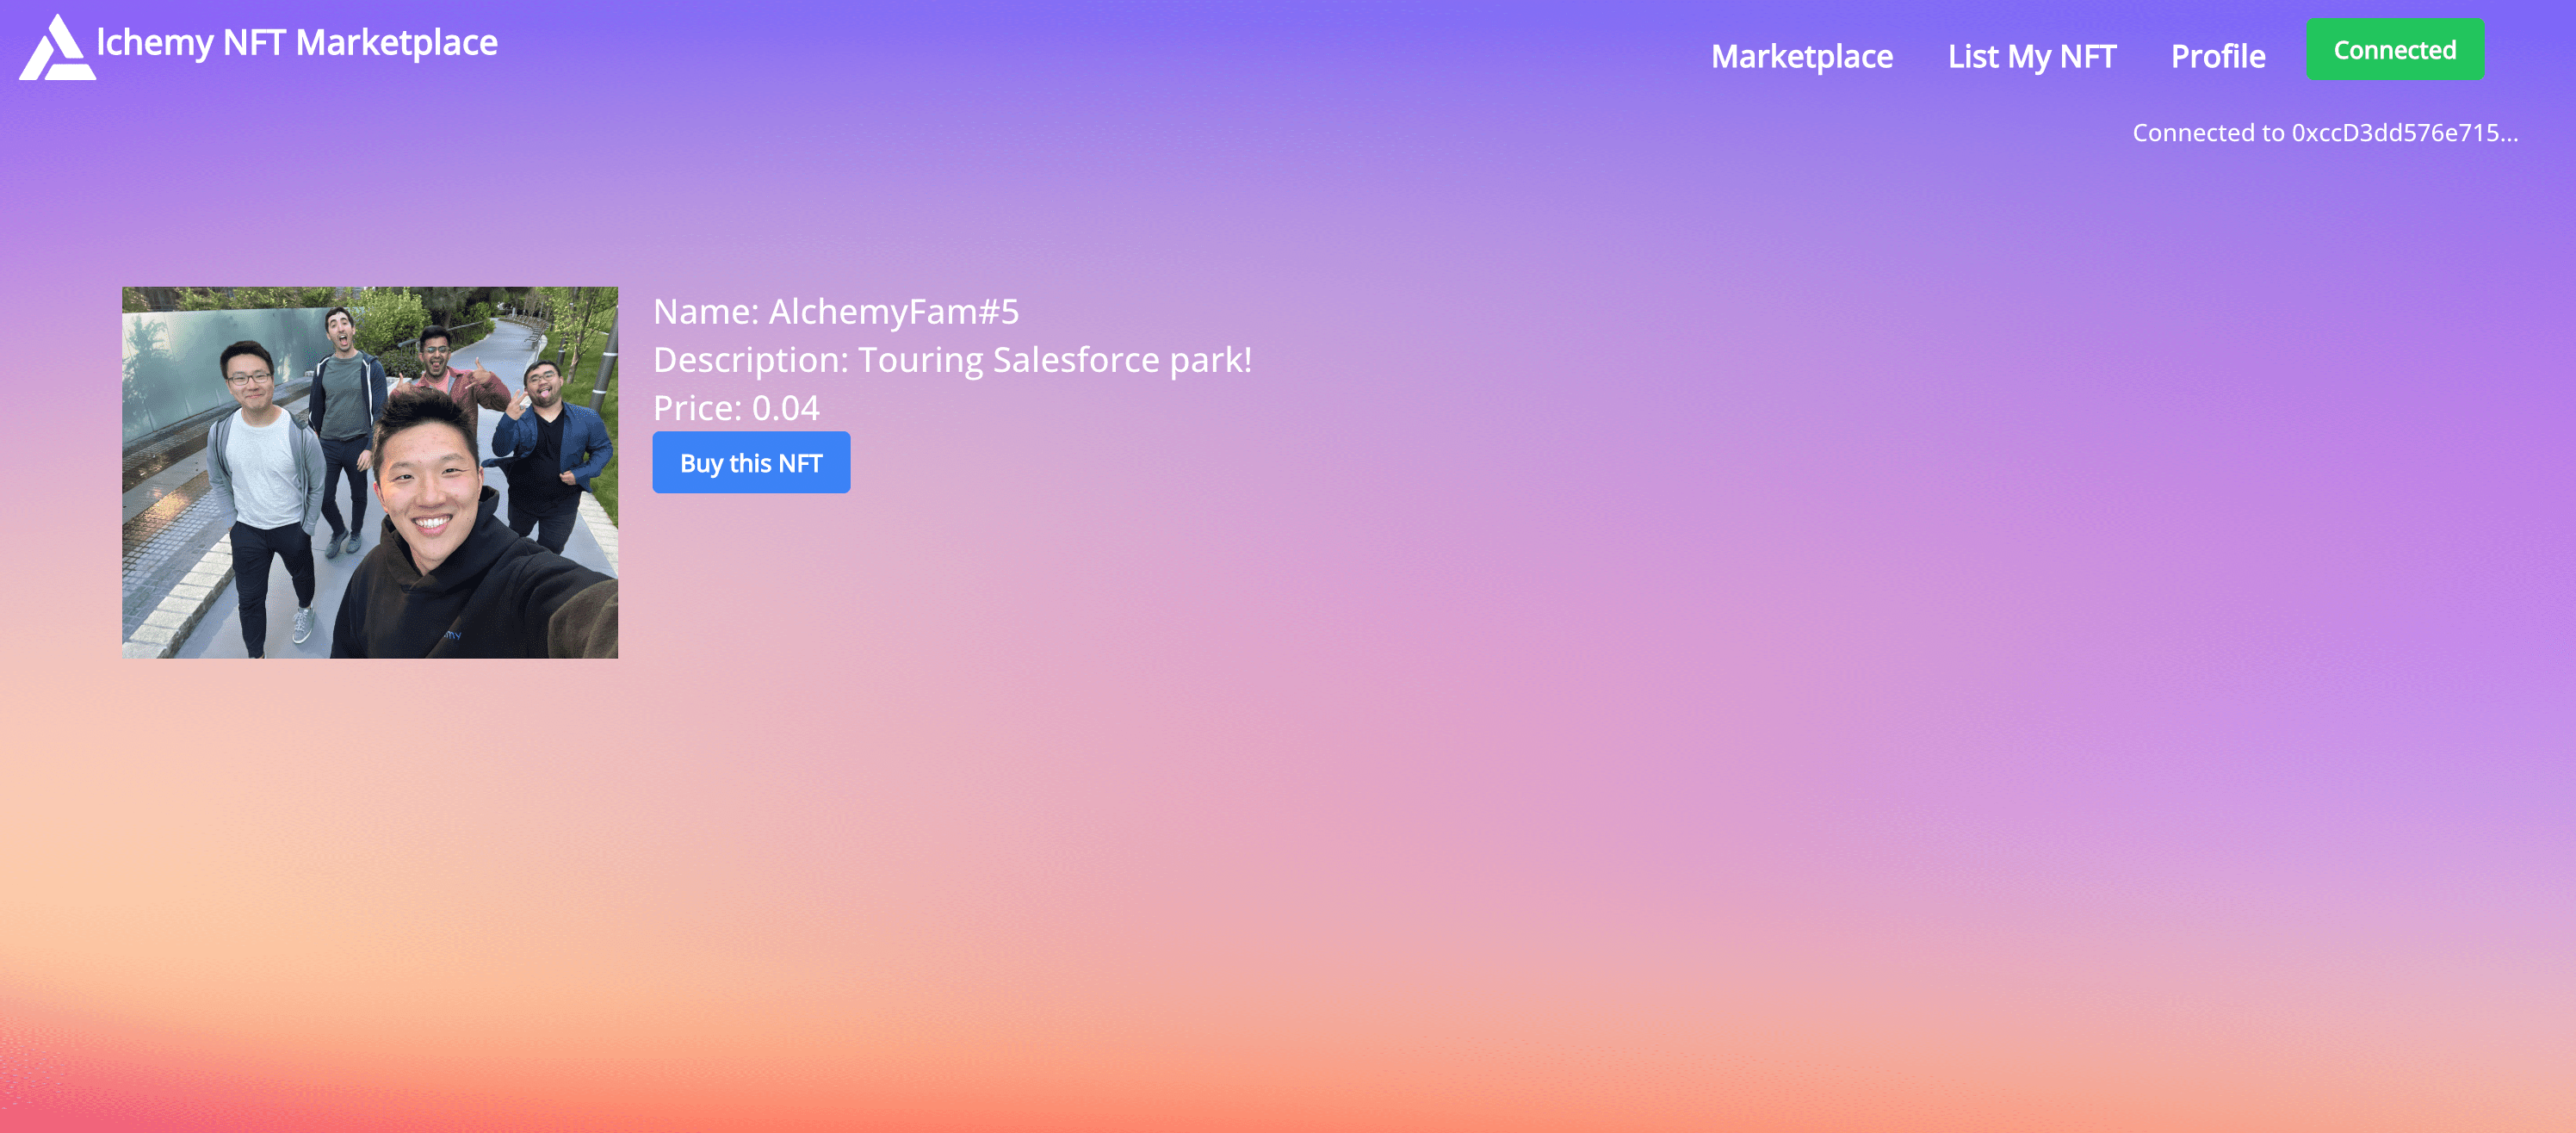 lchemy NFT Marketplace
Marketplace
List My NFT
Profile
Connected
Connected to 0xccD3dd576e715...
Name: AlchemyFam#5
Description: Touring Salesforce park!
Price: 0.04
Buy this NFT